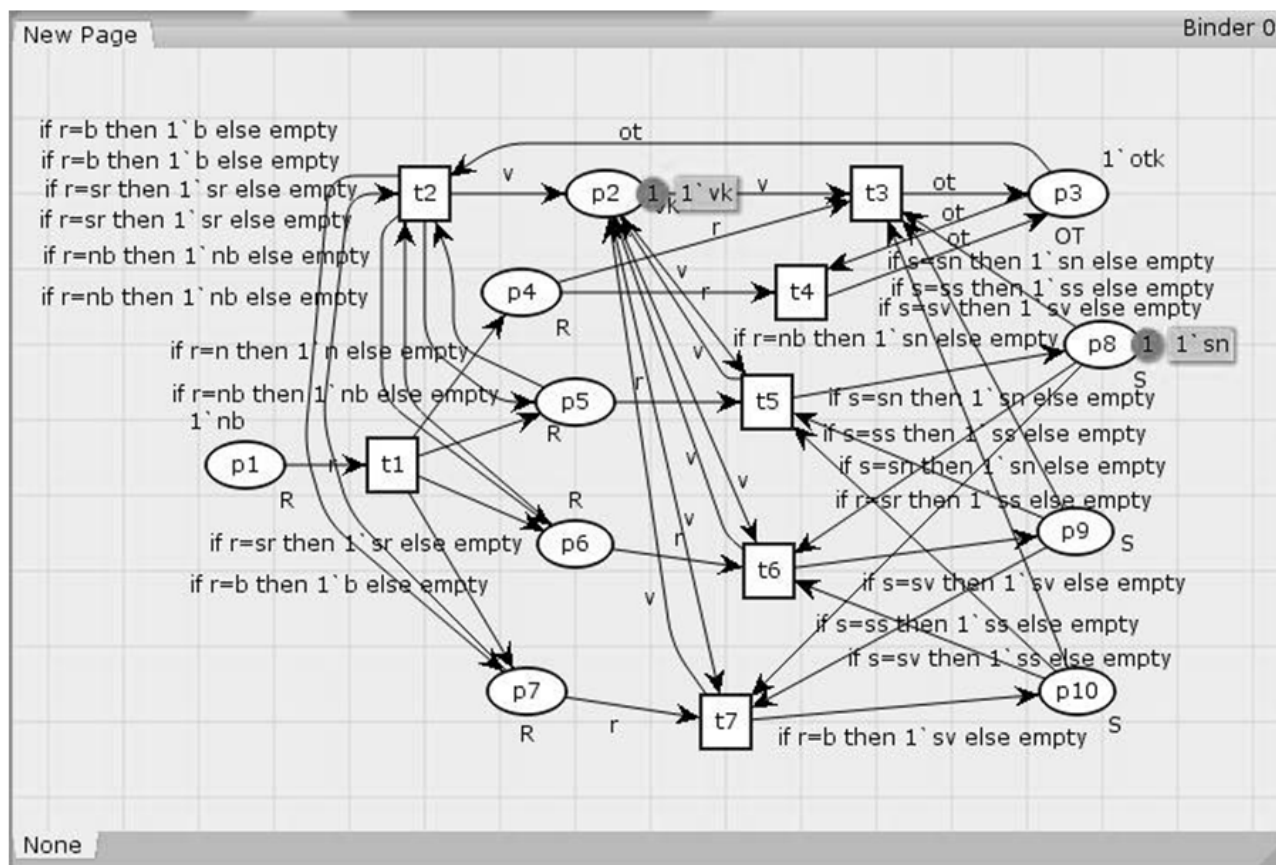 New Page
Binder 0
if r=b then 1`b else empty
if r=b then 1`b else empty
if r=sr then 1`sr else empty
if r=sr then 1`sr else empty
if r=nb then 1`nb else empty
if r=nb then 1`nb else empty
ot
1`otk
t2
v
p2
1
1`vk
vk
v
t3
ot
p3
r
ot
ot
OT
if s=sn then 1`sn else empty
p4
r
t4
if s=ss then 1`ss else empty
R
v
if s=sv then 1`sv else empty
if r=nb then 1`sn else empty
p8
1
1`sn
S
if r=n then 1`n else empty
v
r
if r=nb then 1`nb else empty
p5
t5
if s=sn then 1`sn else empty
1`nb
R
if s=ss then 1`ss else empty
p1
r
t1
v
if s=sn then 1`sn else empty
R
R
v
if r=sr then 1`ss else empty
v
p9
S
if r=sr then 1`sr else empty
p6
r
t6
if r=b then 1`b else empty
v
if s=sv then 1`sv else empty
if s=ss then 1`ss else empty
if s=sv then 1`ss else empty
p7
p10
R
r
t7
S
if r=b then 1`sv else empty
None